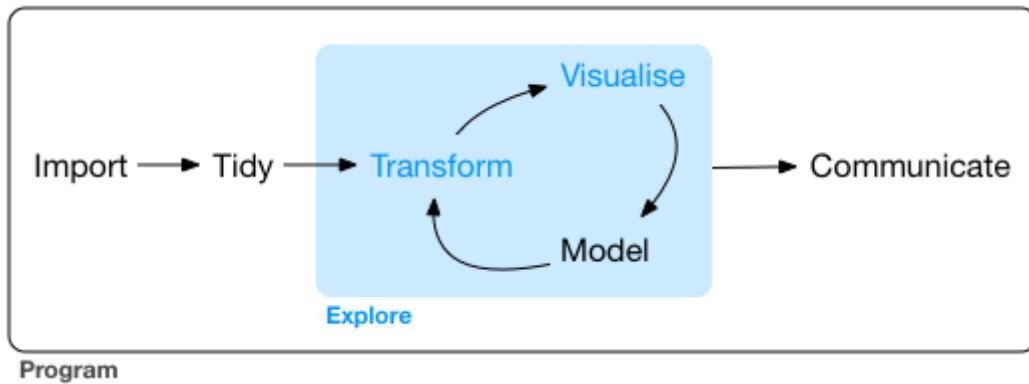 Visualise
Import Tidy Transform Communicate
Model
Explore
Program